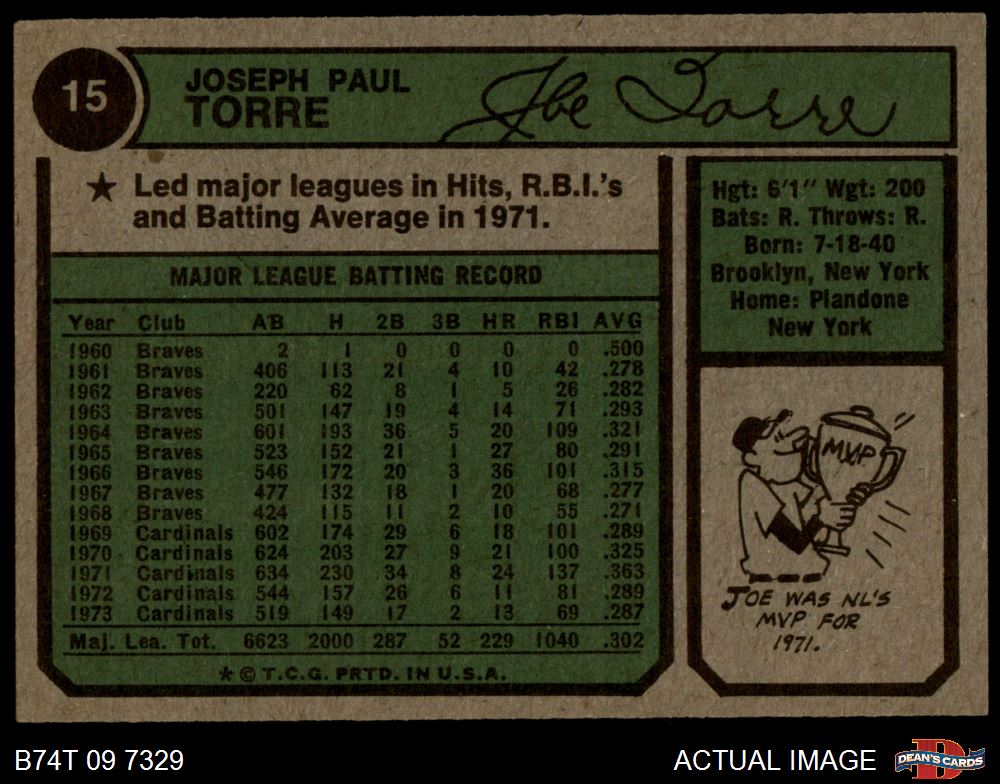 15
JOSEPH PAUL
TORRE
Joe Torre
★ Led major leagues in Hits, R.B.I.'s
and Batting Average in 1971.
MAJOR LEAGUE BATTING RECORD
Year Club AB H 2B 3B HR RBI AVG
1960 Braves 2 1 0 0 0 0 .500
1961 Braves 406 113 21 4 10 42 .278
1962 Braves 220 62 8 1 5 26 .282
1963 Braves 501 147 19 4 14 71 .293
1964 Braves 601 193 36 5 20 109 .321
1965 Braves 523 152 21 1 27 80 .291
1966 Braves 546 172 20 3 36 101 .315
1967 Braves 477 132 18 1 20 68 .277
1968 Braves 424 115 11 2 10 55 .271
1969 Cardinals 602 174 29 6 18 101 .289
1970 Cardinals 624 203 27 9 21 100 .325
1971 Cardinals 634 230 34 8 24 137 .363
1972 Cardinals 544 157 26 6 11 81 .289
1973 Cardinals 519 149 17 2 13 69 .287
Maj. Lea. Tot. 6623 2000 287 52 229 1040 .302
* © T.C.G. PRTD. IN U.S.A.
Hgt: 6'1" Wgt: 200
Bats: R. Throws: R.
Born: 7-18-40
Brooklyn, New York
Home: Plandone
New York
MVP
JOE WAS NL'S
MVP FOR
1971.
B74T 09 7329
ACTUAL IMAGE
DEAN'S CARDS